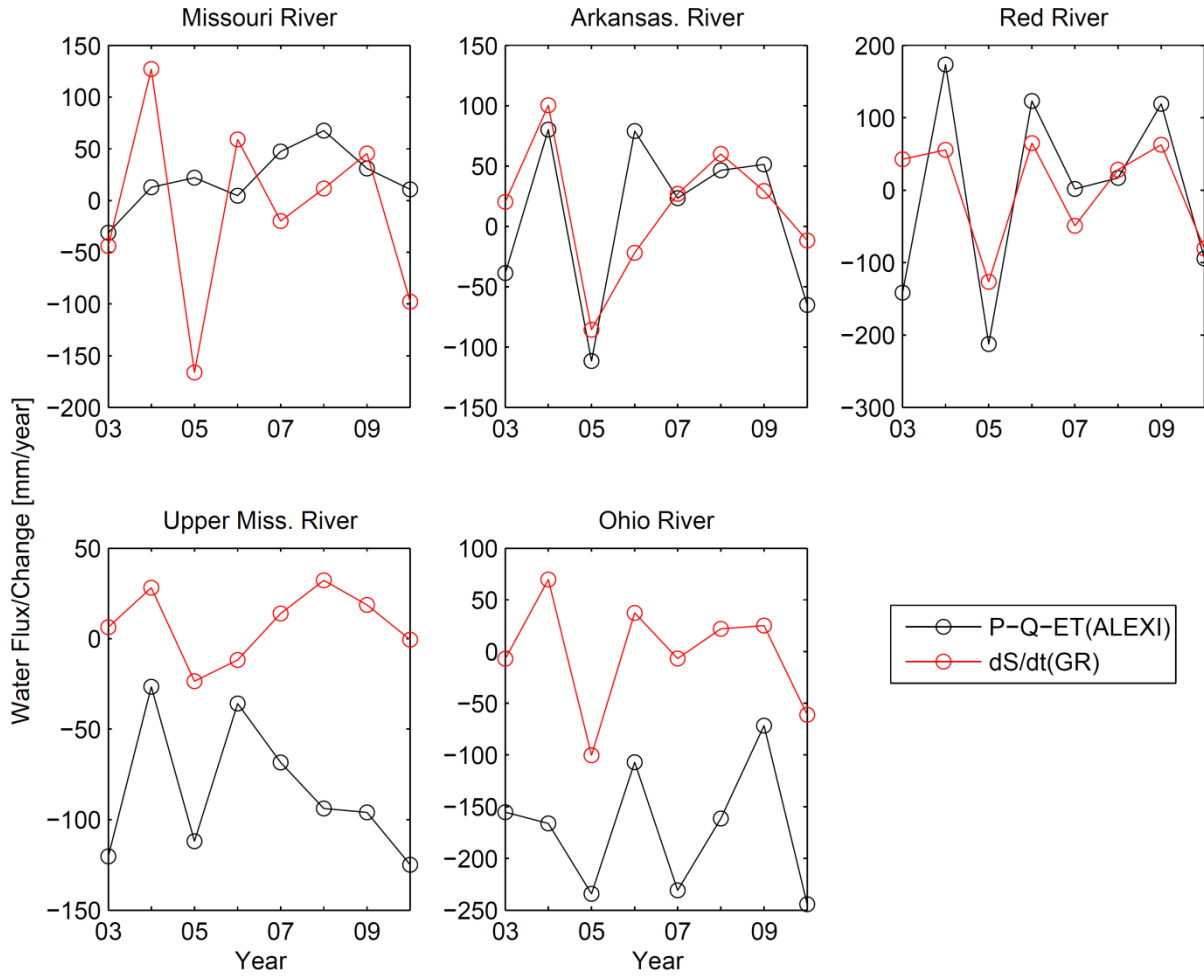 Missouri River
150
100
50
0
−50
−100
−150
−200
03 05 07 09
Arkansas. River
150
100
50
0
−50
−100
−150
03 05 07 09
Red River
200
100
0
−100
−200
−300
03 05 07 09
Water Flux/Change [mm/year]
Upper Miss. River
50
0
−50
−100
−150
03 05 07 09
Year
Ohio River
100
50
0
−50
−100
−150
−200
−250
03 05 07 09
Year
P−Q−ET(ALEXI)
dS/dt(GR)